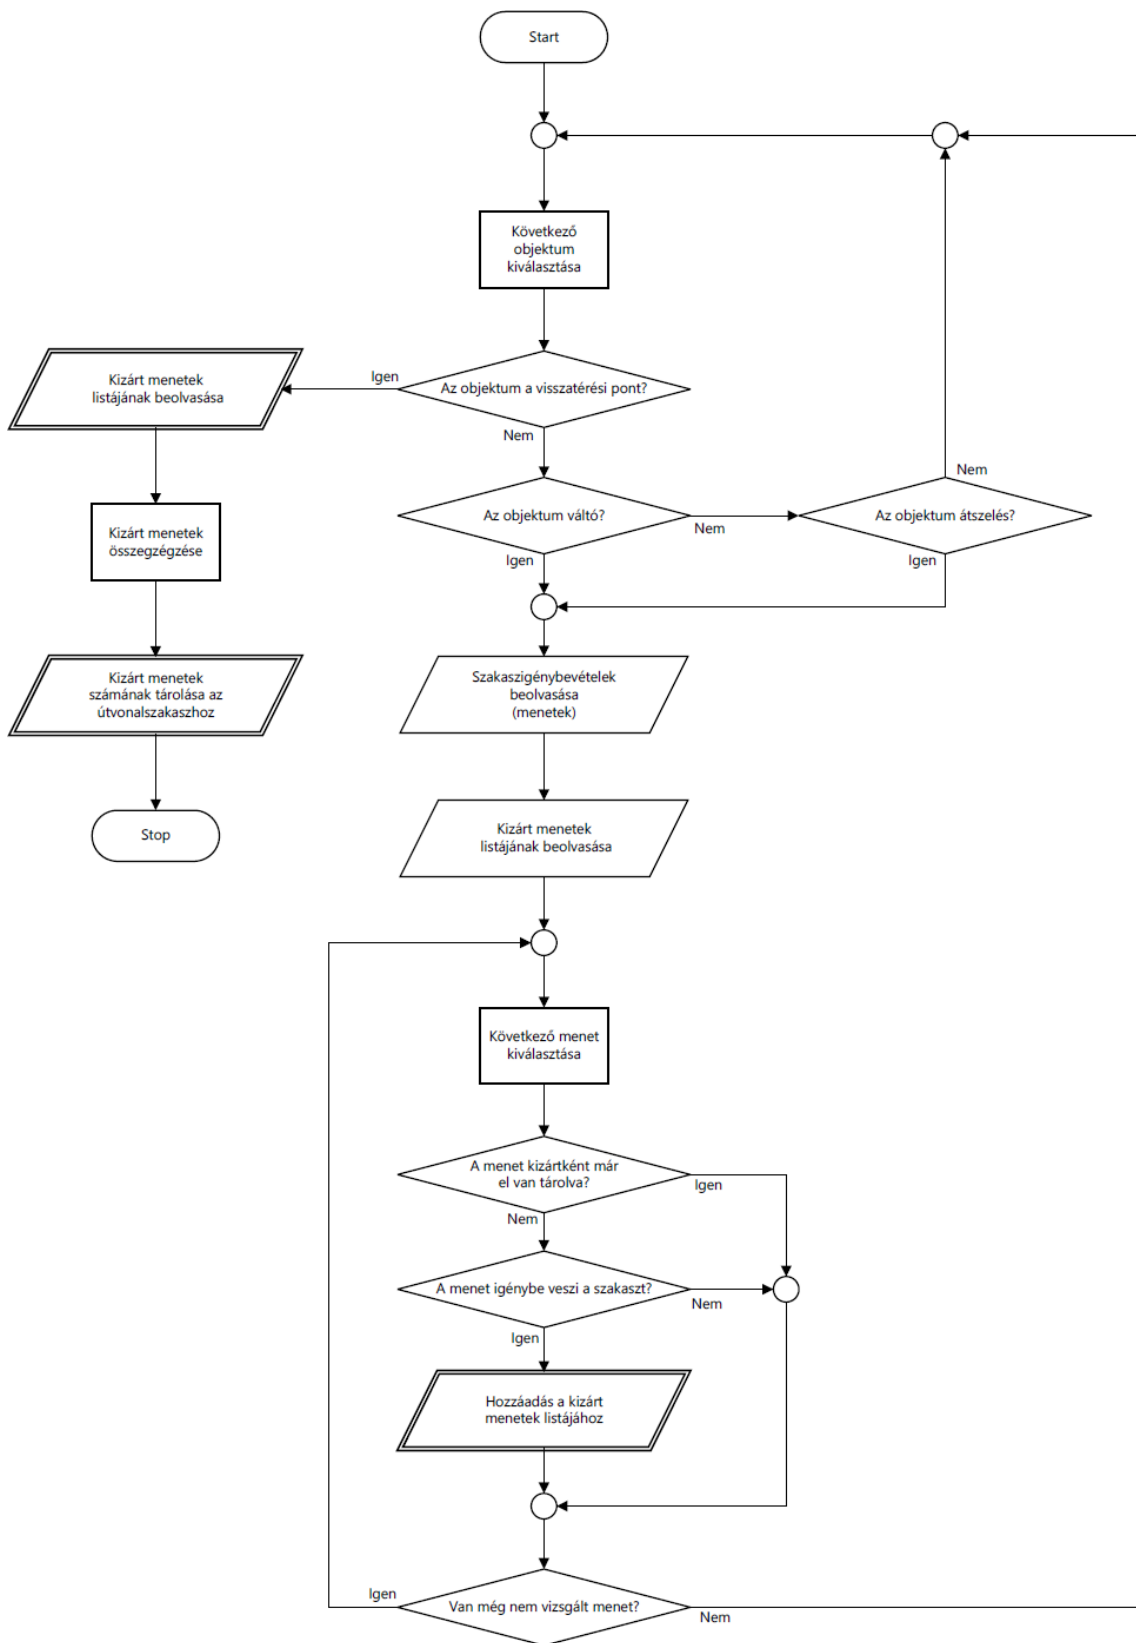 Start
Következő
objektum
kiválasztása
Az objektum a visszatérési pont?
Igen
Nem
Kizárt menetek
listájának beolvasása
Kizárt menetek
összegzégzése
Kizárt menetek
számának tárolása az
útvonalszakaszhoz
Stop
Az objektum váltó?
Nem
Igen
Az objektum átszelés?
Nem
Igen
Szakaszigénybevételek
beolvasása
(menetek)
Kizárt menetek
listájának beolvasása
Következő menet
kiválasztása
A menet kizártként már
el van tárolva?
Igen
Nem
A menet igénybe veszi a szakaszt?
Nem
Igen
Hozzáadás a kizárt
menetek listájához
Van még nem vizsgált menet?
Igen
Nem